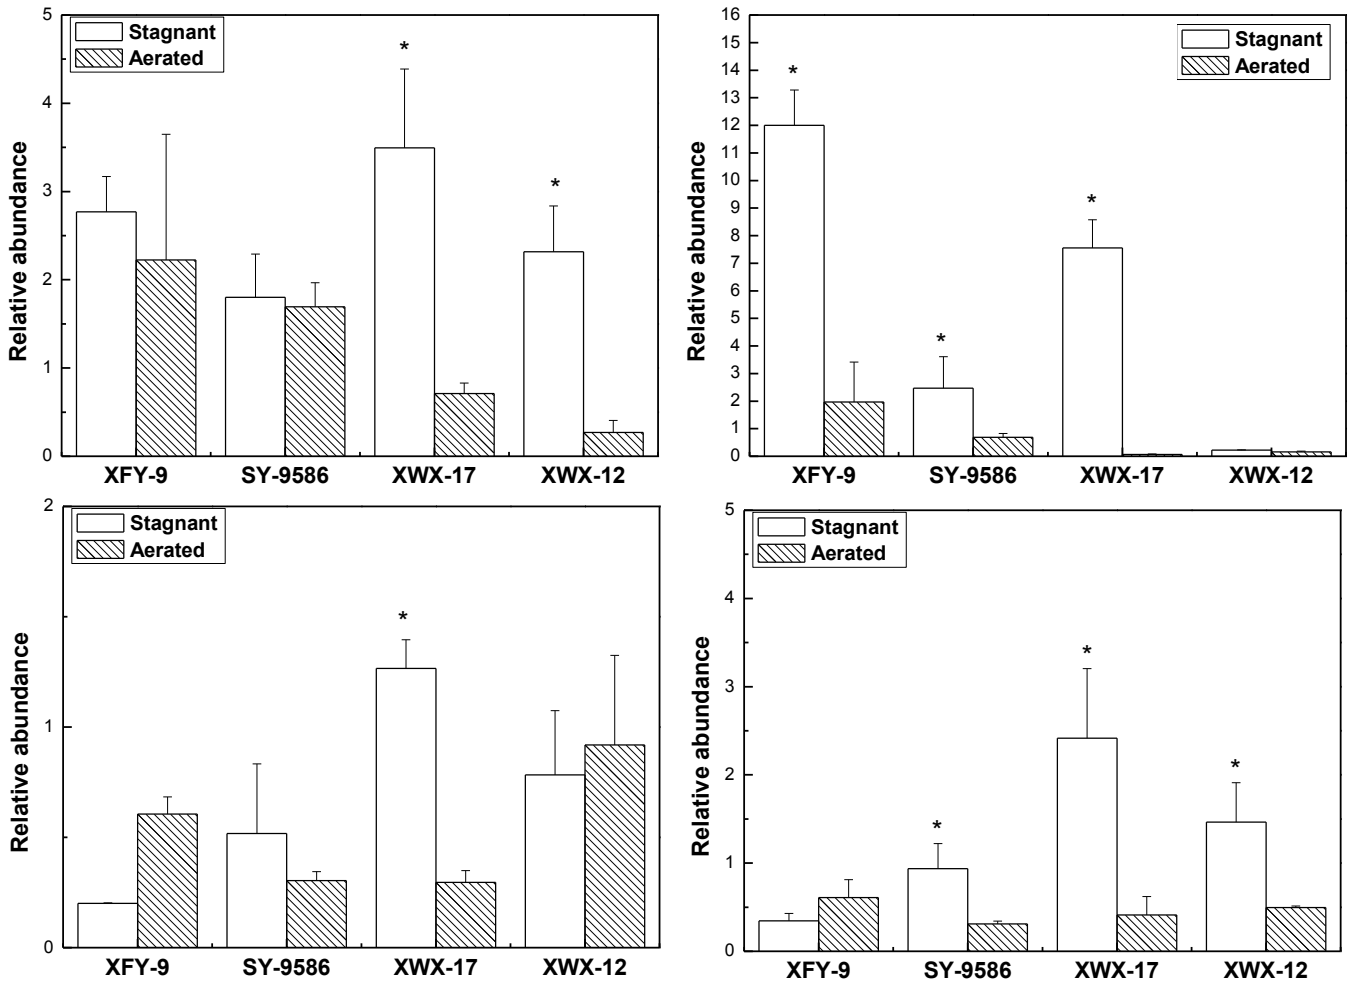 Relative abundance
5
4
3
2
1
0
Stagnant
Aerated
*
*
XFY-9 SY-9586 XWX-17 XWX-12
Relative abundance
16
15
14
13
12
11
10
9
8
7
6
5
4
3
2
1
0
Stagnant
Aerated
*
*
*
XFY-9 SY-9586 XWX-17 XWX-12
Relative abundance
2
1
0
Stagnant
Aerated
*
XFY-9 SY-9586 XWX-17 XWX-12
Relative abundance
5
4
3
2
1
0
Stagnant
Aerated
*
*
*
XFY-9 SY-9586 XWX-17 XWX-12